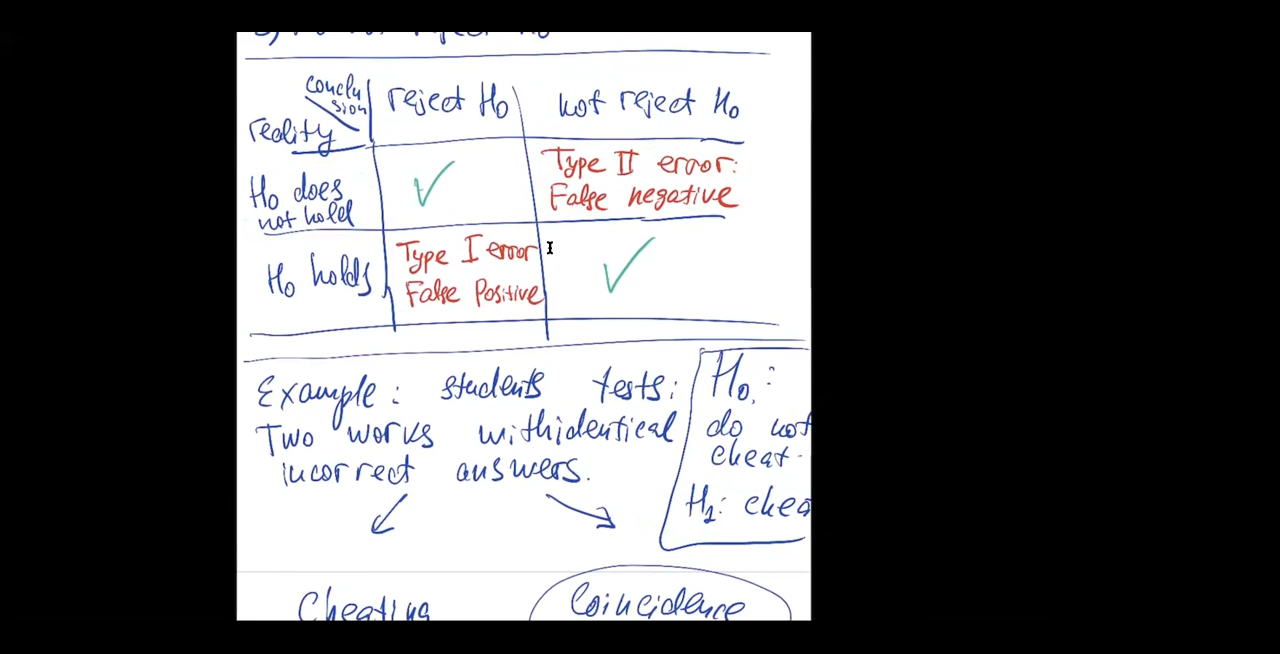 conclu
sion
reality
reject H₀
not reject H₀
H₀ does
not hold
Type II error:
False negative
H₀ holds
Type I error
False Positive
Example: students tests:
Two works with identical
incorrect answers.
H₀:
do not
cheat.
H₁: chea
Cheating
Coincidence